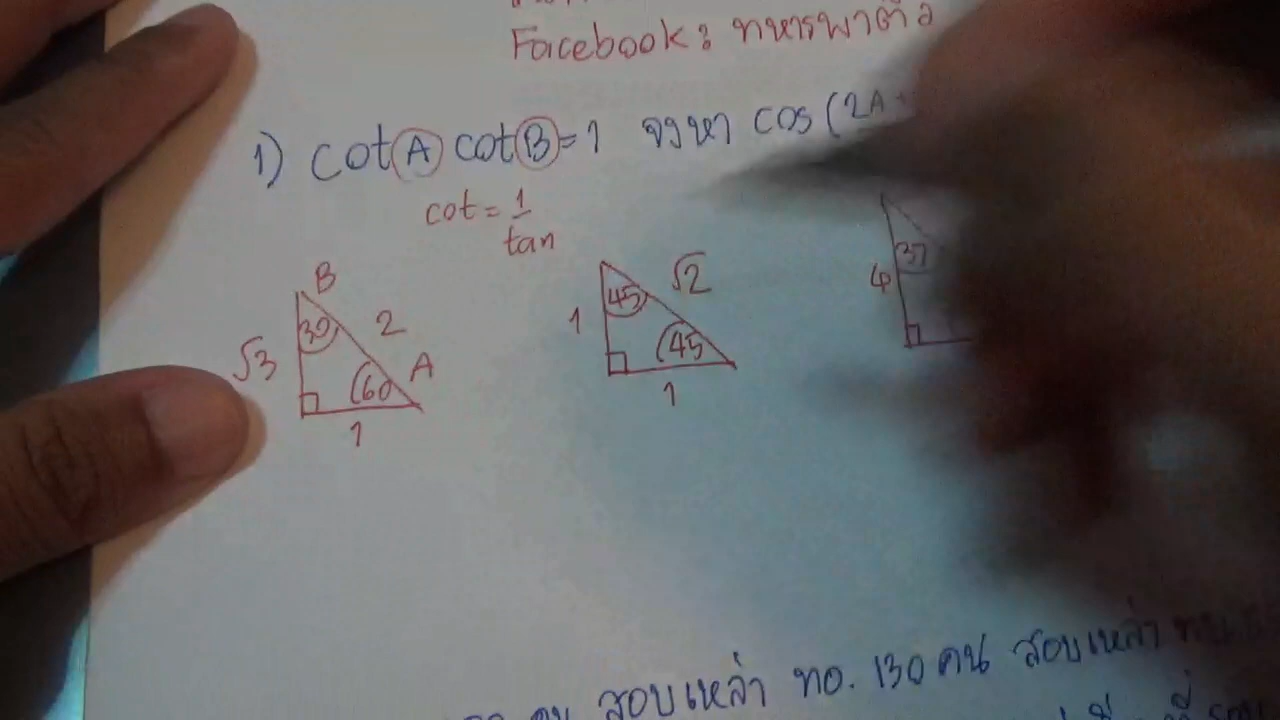 Facebook: ทหารพาติว
1) cot A cot B = 1 จงหา cos (2A +
cot = 1/tan
B
30
2
√3
60
A
1
45
√2
1
45
1
37
4
สอบเหล่า ทอ. 130 คน สอบเหล่า
คน